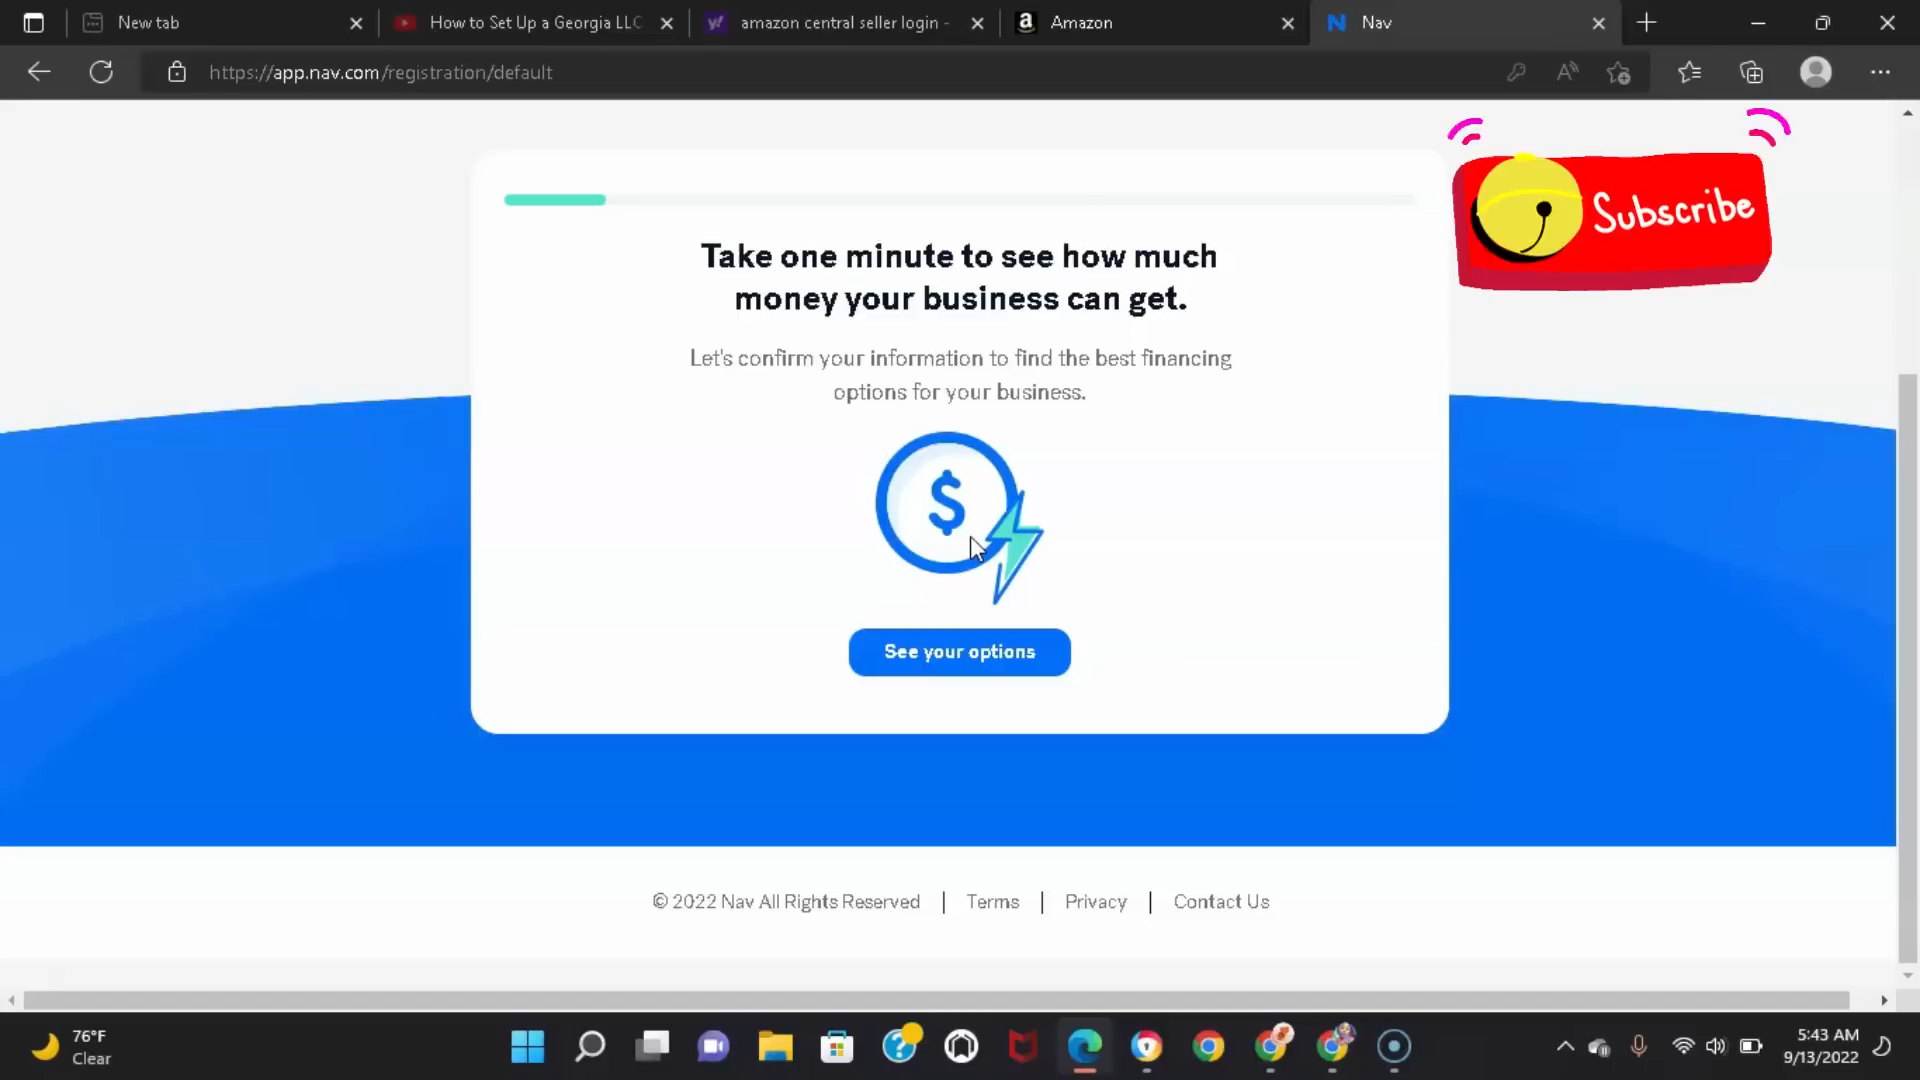 New tab
How to Set Up a Georgia LLC
amazon central seller login -
Amazon
Nav
https://app.nav.com/registration/default
Subscribe
Take one minute to see how much
money your business can get.
Let's confirm your information to find the best financing
options for your business.
$
See your options
© 2022 Nav All Rights Reserved | Terms | Privacy | Contact Us
76°F
Clear
5:43 AM
9/13/2022